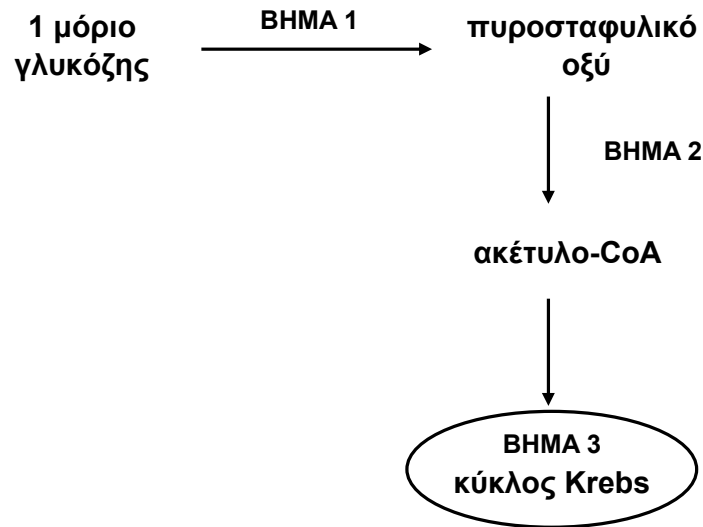 1 μόριο
γλυκόζης
ΒΗΜΑ 1
πυροσταφυλικό
οξύ
ΒΗΜΑ 2
ακέτυλο-CoA
ΒΗΜΑ 3
κύκλος Krebs